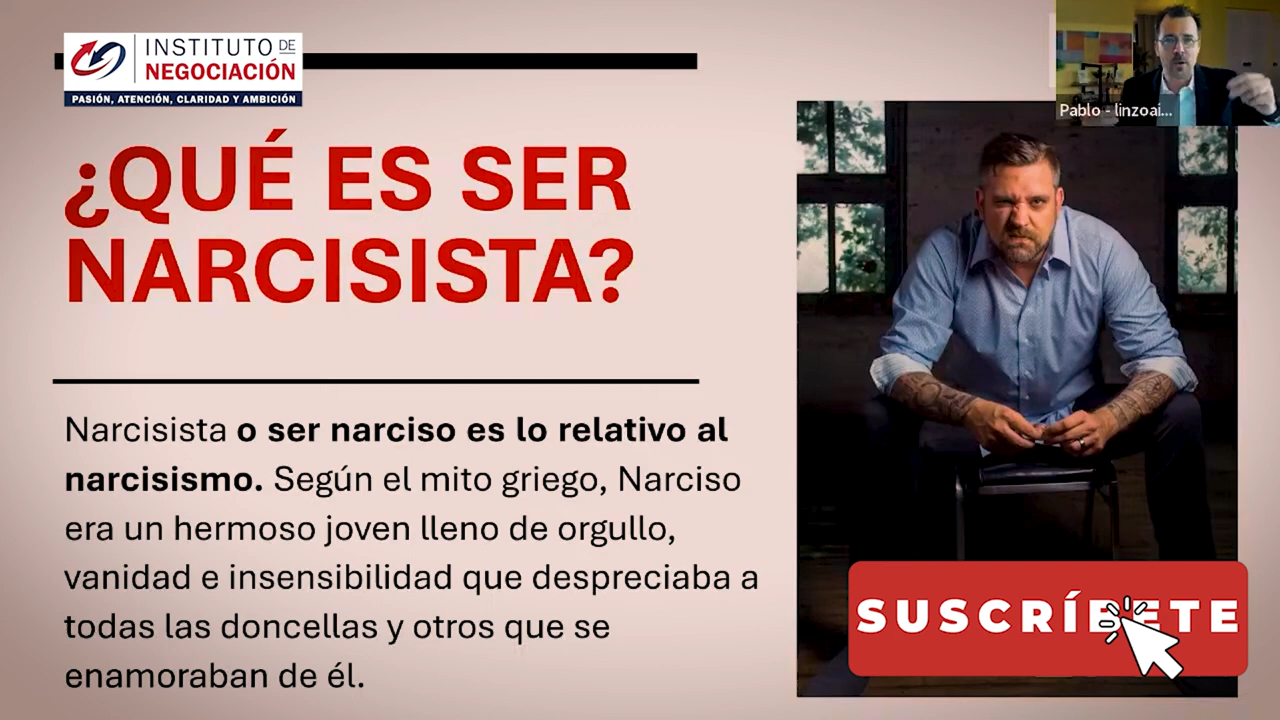 INSTITUTO DE
NEGOCIACIÓN
PASIÓN, ATENCIÓN, CLARIDAD Y AMBICIÓN
Pablo - linzoai...
¿QUÉ ES SER
NARCISISTA?
Narcisista o ser narciso es lo relativo al
narcisismo. Según el mito griego, Narciso
era un hermoso joven lleno de orgullo,
vanidad e insensibilidad que despreciaba a
todas las doncellas y otros que se
enamoraban de él.
SUSCRÍBETE